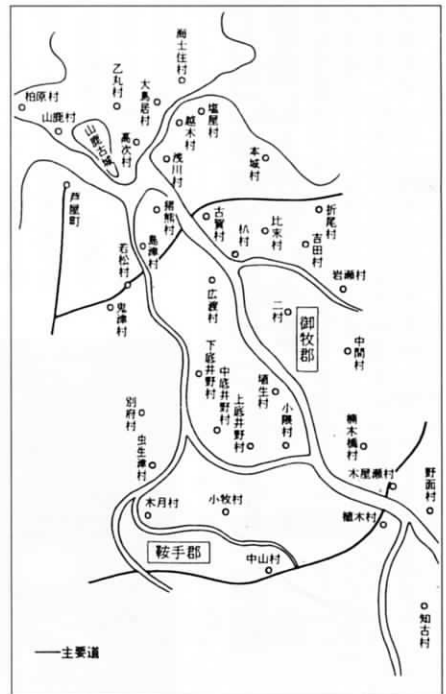 海士住村
大鳥居村
乙丸村
柏原村
山鹿村
山鹿古城
高次村
塩屋村
越木村
浅川村
本城村
芦屋町
猪熊村
島津村
若松村
鬼津村
古賀村
比末村
折尾村
吉田村
朳村
岩瀬村
広渡村
二村
御牧郡
中間村
下底井野村
中底井野村
上底井野村
埴生村
小隈村
楠木橋村
別府村
虫生津村
木屋瀬村
野面村
木月村
小牧村
植木村
鞍手郡
中山村
知古村
主要道